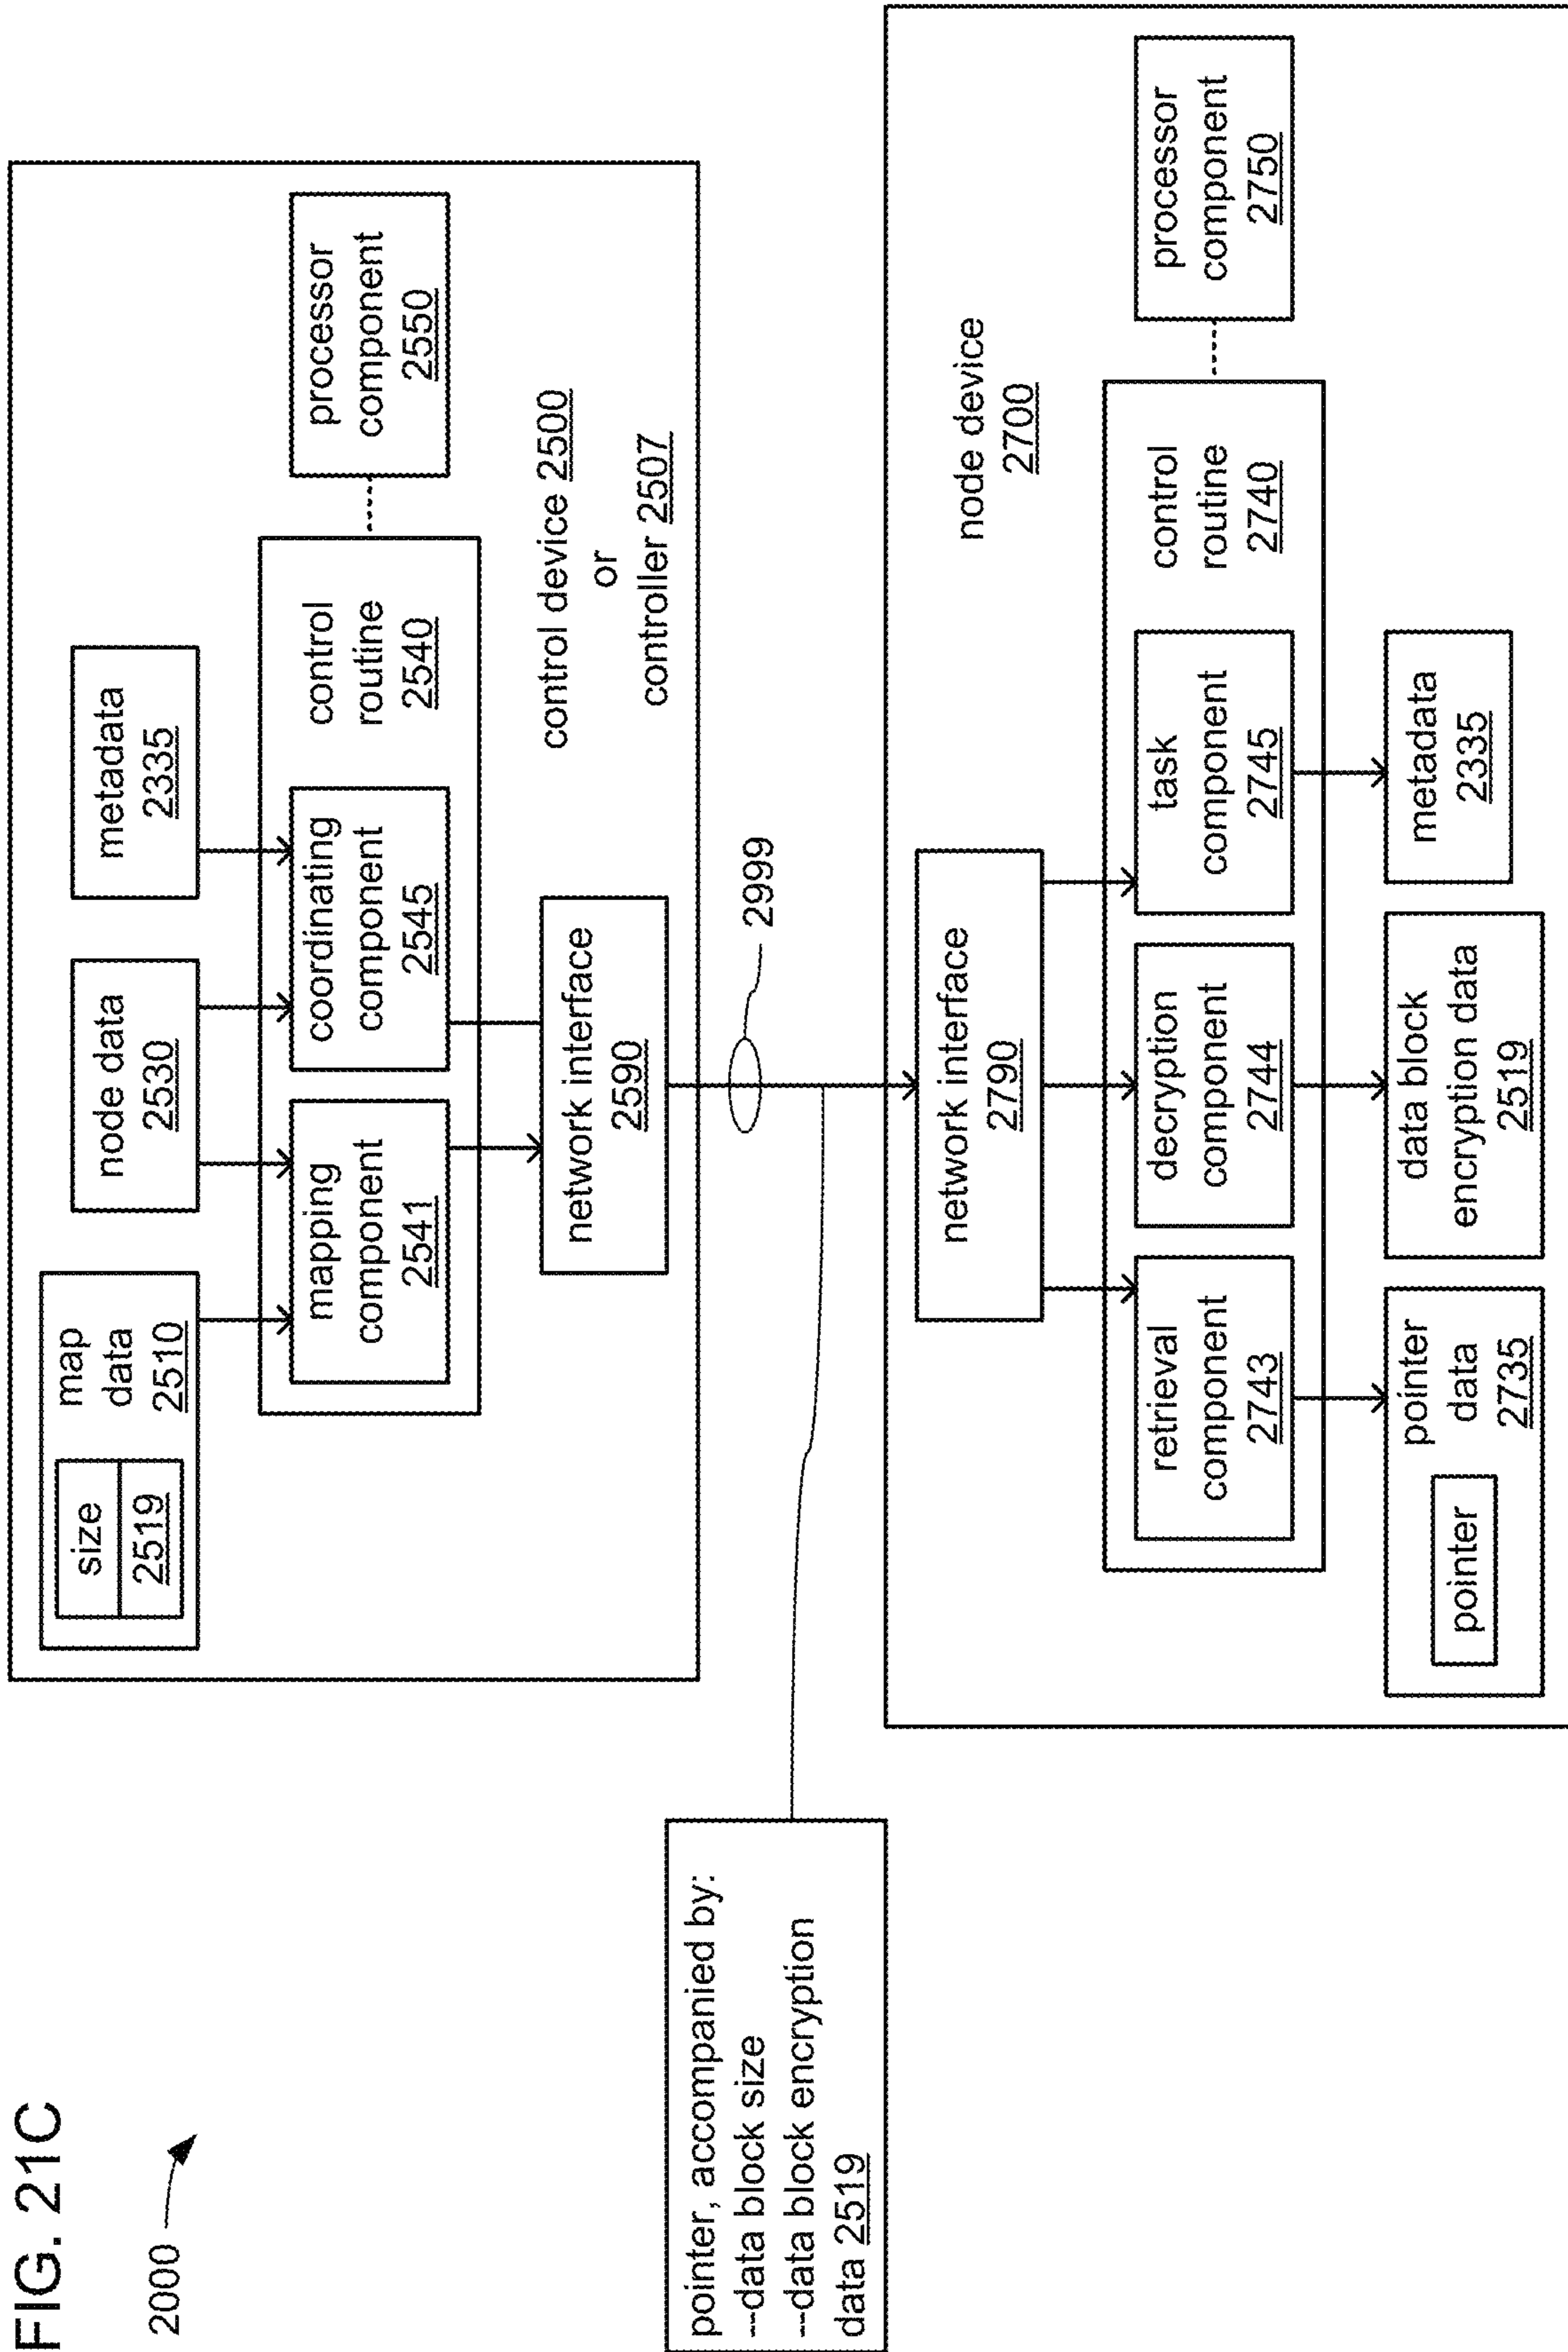 FIG. 21C
2000
size
2519
map
data
2510
node data
2530
metadata
2335
mapping
component
2541
coordinating
component
2545
control
routine
2540
processor
component
2550
control device 2500
or
controller 2507
network interface
2590
2999
pointer, accompanied by:
--data block size
--data block encryption
data 2519
network interface
2790
node device
2700
retrieval
component
2743
decryption
component
2744
task
component
2745
control
routine
2740
processor
component
2750
pointer
pointer
data
2735
data block
encryption data
2519
metadata
2335